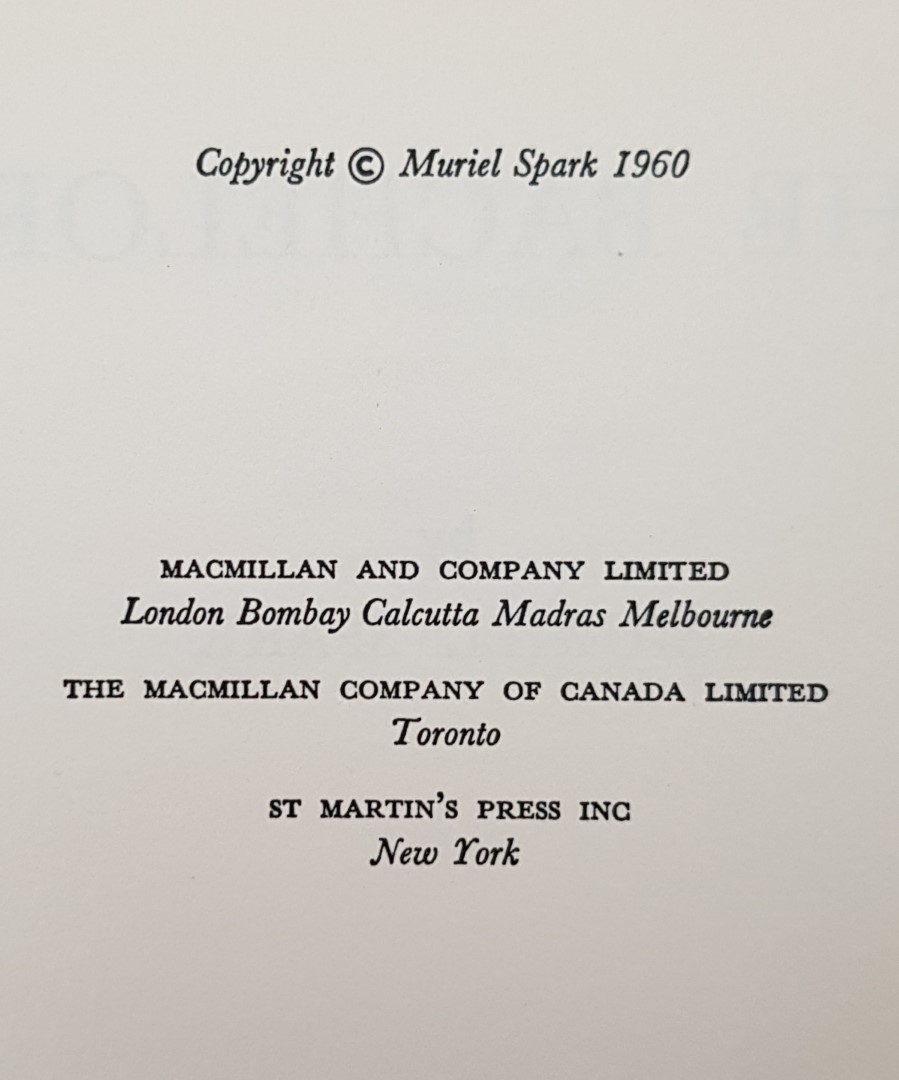 Copyright © Muriel Spark 1960
MACMILLAN AND COMPANY LIMITED
London Bombay Calcutta Madras Melbourne
THE MACMILLAN COMPANY OF CANADA LIMITED
Toronto
ST MARTIN'S PRESS INC
New York